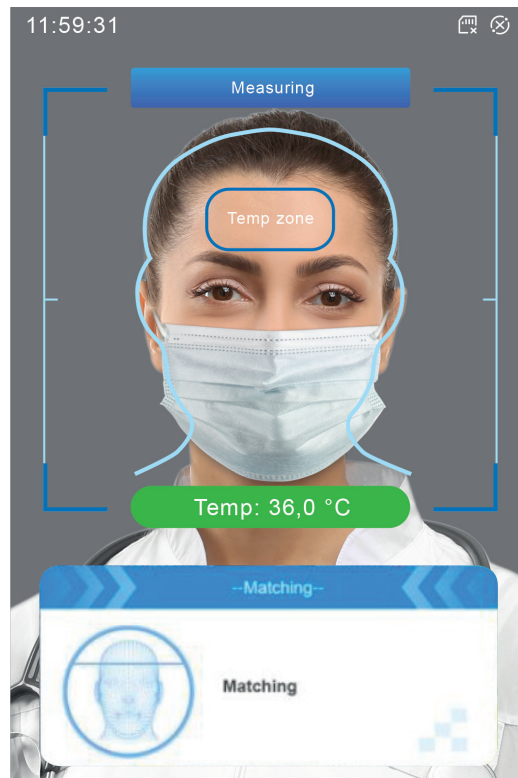 11:59:31
Measuring
Temp zone
Temp: 36,0 °C
--Matching--
Matching